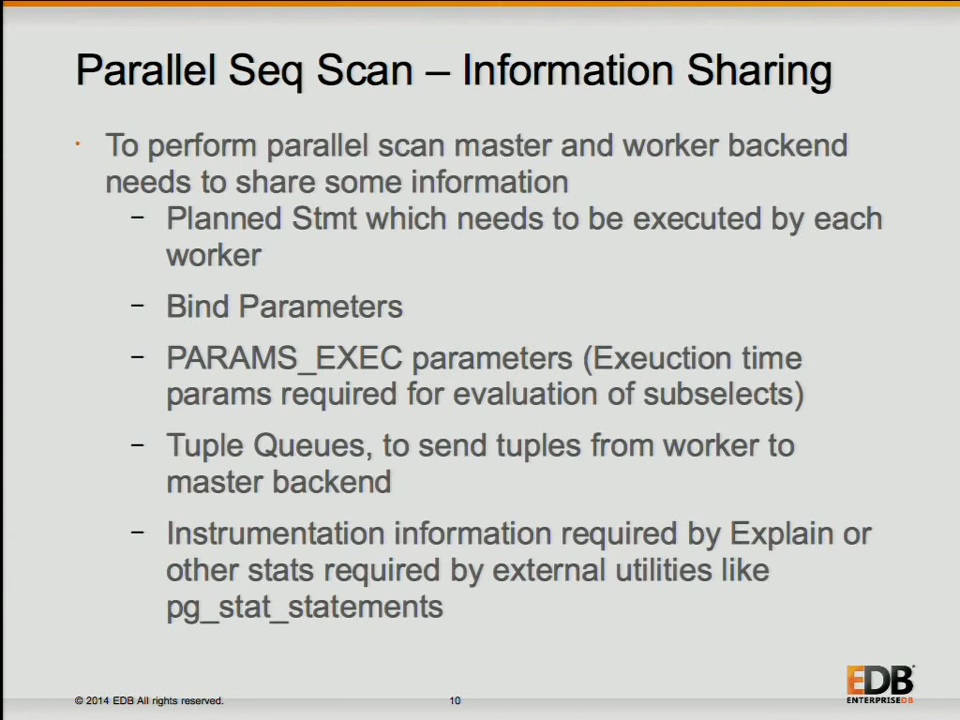 Parallel Seq Scan – Information Sharing
• To perform parallel scan master and worker backend
needs to share some information
– Planned Stmt which needs to be executed by each
worker
– Bind Parameters
– PARAMS_EXEC parameters (Exeuction time
params required for evaluation of subselects)
– Tuple Queues, to send tuples from worker to
master backend
– Instrumentation information required by Explain or
other stats required by external utilities like
pg_stat_statements
EDB
ENTERPRISEDB
© 2014 EDB All rights reserved.
10